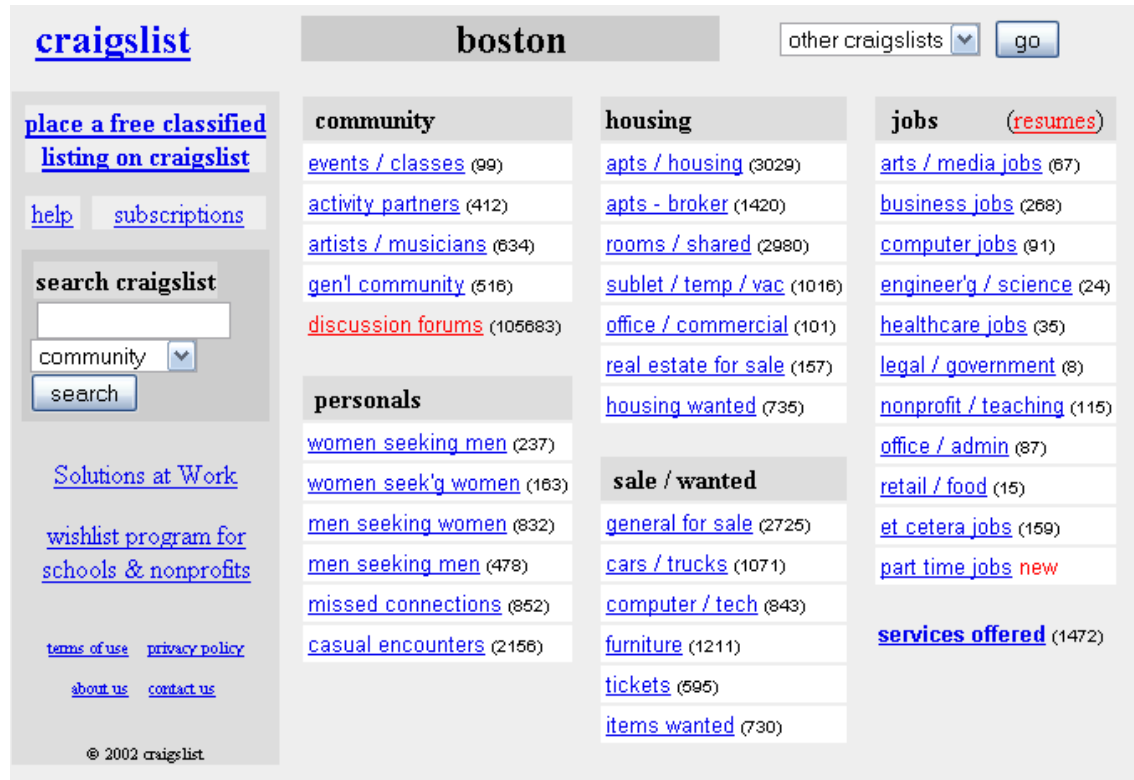 craigslist
boston
other craigslists
go
place a free classified
listing on craigslist
help subscriptions
search craigslist
community
search
Solutions at Work
wishlist program for
schools & nonprofits
terms of use privacy policy
about us contact us
© 2002 craigslist
community
events / classes (99)
activity partners (412)
artists / musicians (634)
gen'l community (516)
discussion forums (105683)
personals
women seeking men (237)
women seek'g women (163)
men seeking women (832)
men seeking men (478)
missed connections (852)
casual encounters (2156)
housing
apts / housing (3029)
apts - broker (1420)
rooms / shared (2980)
sublet / temp / vac (1016)
office / commercial (101)
real estate for sale (157)
housing wanted (735)
sale / wanted
general for sale (2725)
cars / trucks (1071)
computer / tech (843)
furniture (1211)
tickets (595)
items wanted (730)
jobs (resumes)
arts / media jobs (67)
business jobs (268)
computer jobs (91)
engineer'g / science (24)
healthcare jobs (35)
legal / government (8)
nonprofit / teaching (115)
office / admin (87)
retail / food (15)
et cetera jobs (159)
part time jobs new
services offered (1472)